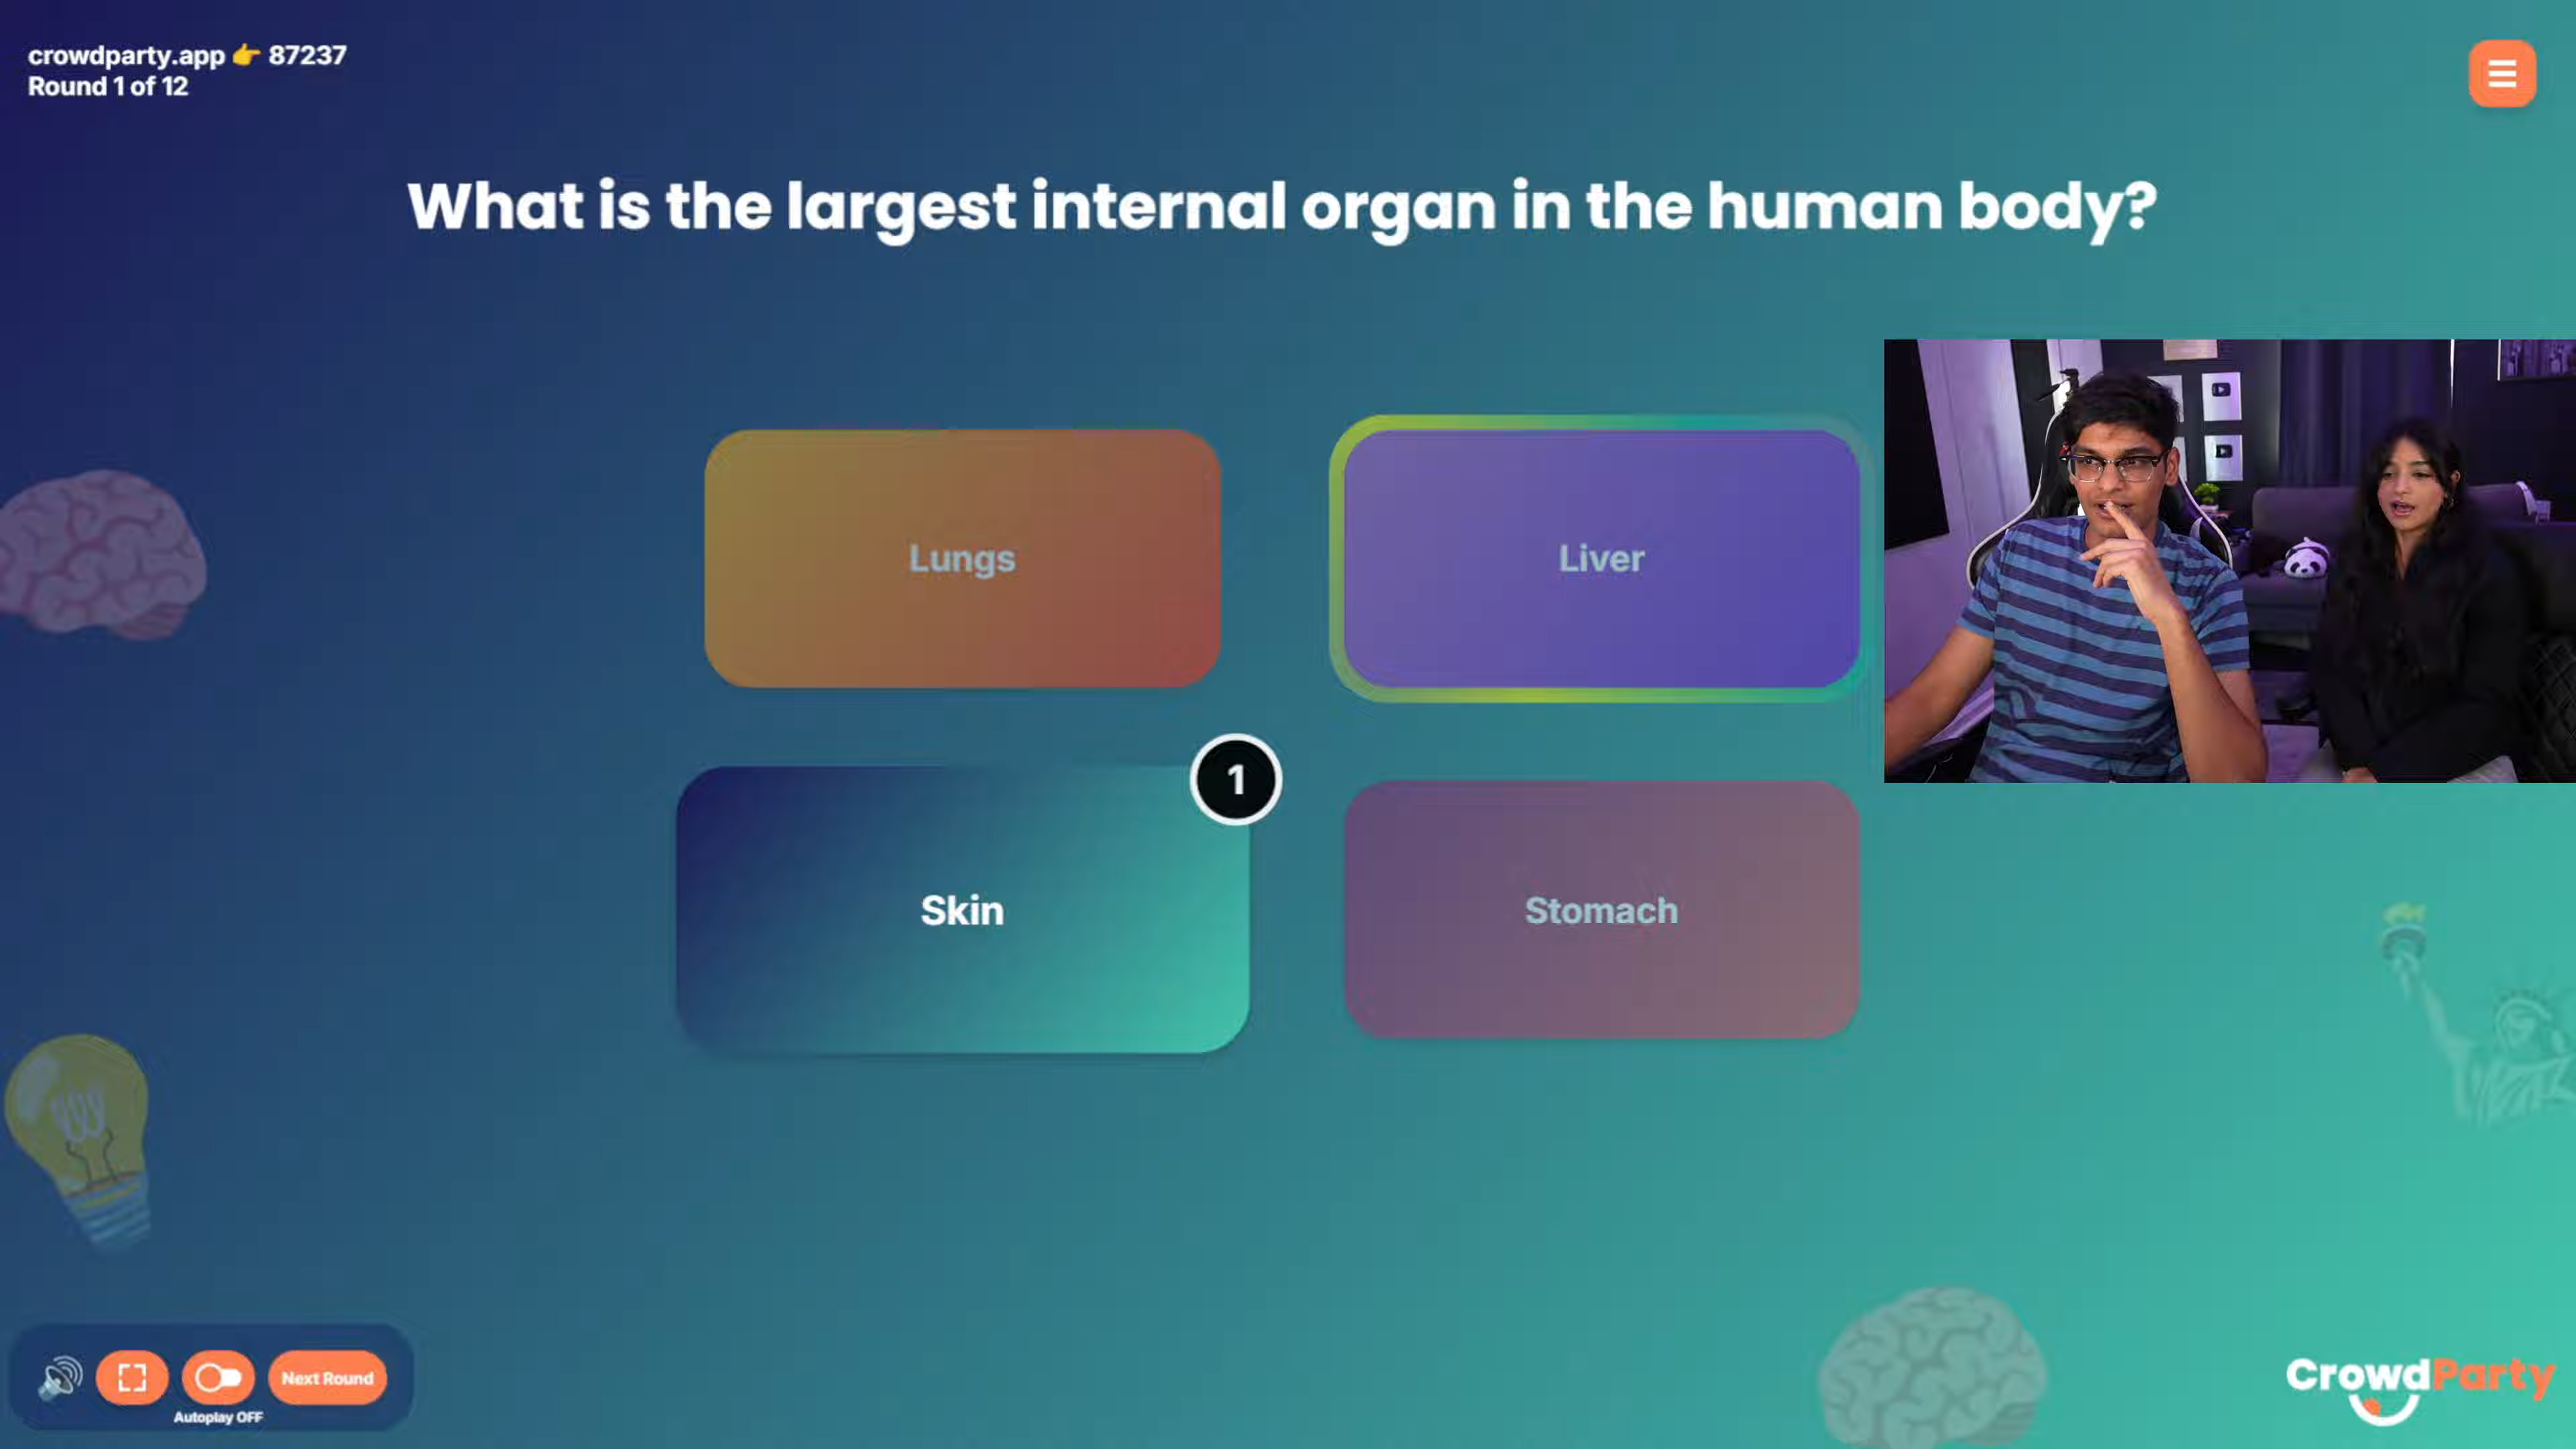 crowdparty.app 👉 87237
Round 1 of 12
What is the largest internal organ in the human body?
Lungs
Liver
1
Skin
Stomach
Next Round
Autoplay OFF
CrowdParty